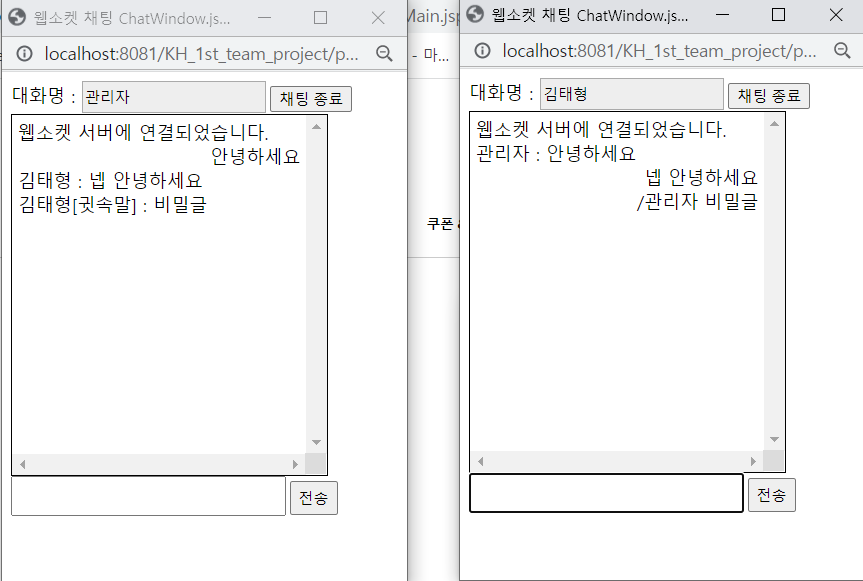 웹소켓 채팅 ChatWindow.js...
localhost:8081/KH_1st_team_project/p...
대화명 : 관리자 채팅 종료
웹소켓 서버에 연결되었습니다.
안녕하세요
김태형 : 넵 안녕하세요
김태형[귓속말] : 비밀글
전송
Main.jsp
- 마...
쿠폰
웹소켓 채팅 ChatWindow.js...
localhost:8081/KH_1st_team_project/p...
대화명 : 김태형 채팅 종료
웹소켓 서버에 연결되었습니다.
관리자 : 안녕하세요
넵 안녕하세요
/관리자 비밀글
전송